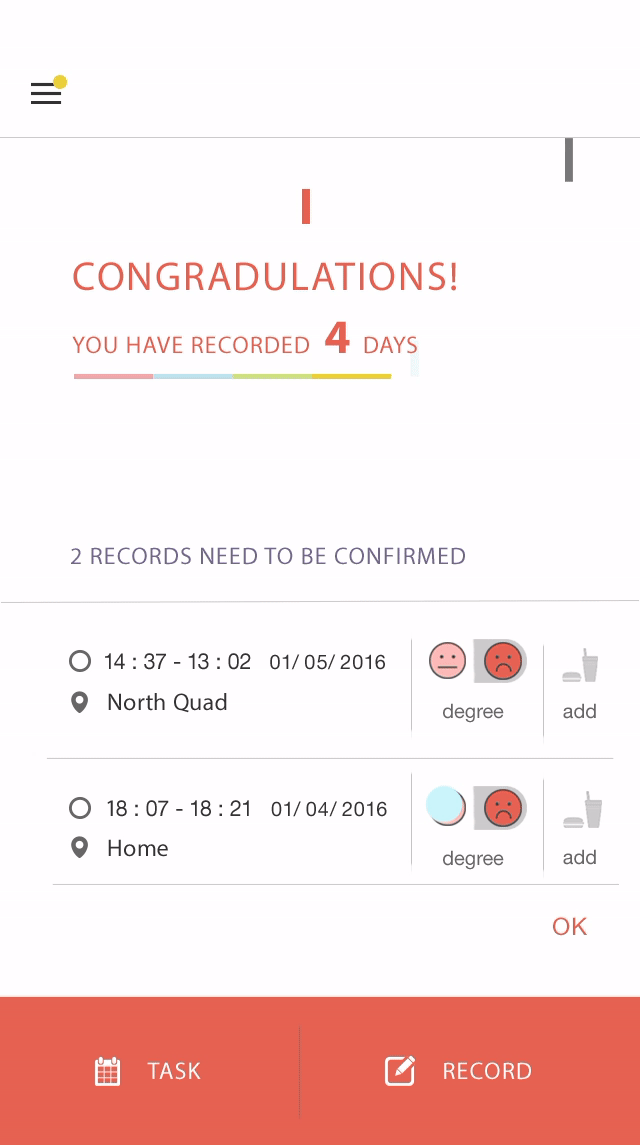 CONGRADULATIONS!
YOU HAVE RECORDED 4 DAYS
2 RECORDS NEED TO BE CONFIRMED
14 : 37 - 13 : 02 01/ 05/ 2016
North Quad
degree
add
18 : 07 - 18 : 21 01/ 04/ 2016
Home
degree
add
OK
TASK
RECORD